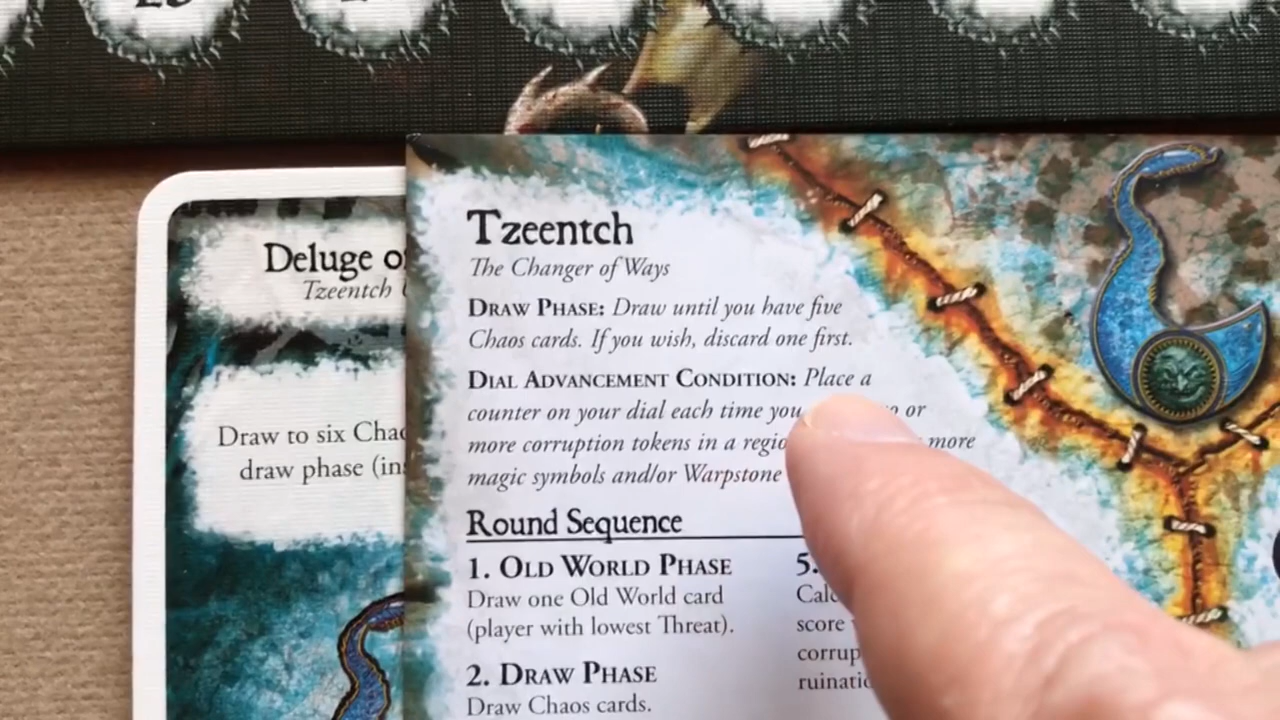 Deluge o
Tzeentch
Draw to six Chao
draw phase (in
Tzeentch
The Changer of Ways
DRAW PHASE: Draw until you have five
Chaos cards. If you wish, discard one first.
DIAL ADVANCEMENT CONDITION: Place a
counter on your dial each time you or
more corruption tokens in a regio more
magic symbols and/or Warpstone
Round Sequence
1. OLD WORLD PHASE
Draw one Old World card
(player with lowest Threat).
2. DRAW PHASE
Draw Chaos cards.
5.
Calc
score
corrup
ruinatio